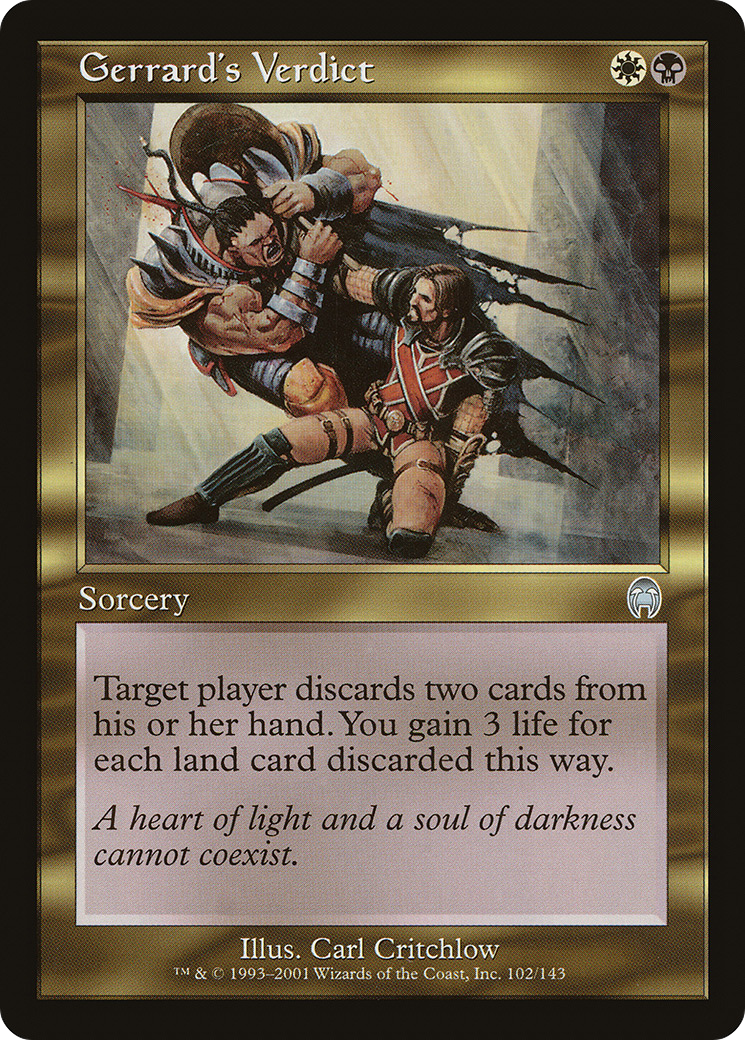 Gerrard's Verdict
Sorcery
Target player discards two cards from
his or her hand. You gain 3 life for
each land card discarded this way.
A heart of light and a soul of darkness
cannot coexist.
Illus. Carl Critchlow
™ & © 1993–2001 Wizards of the Coast, Inc. 102/143